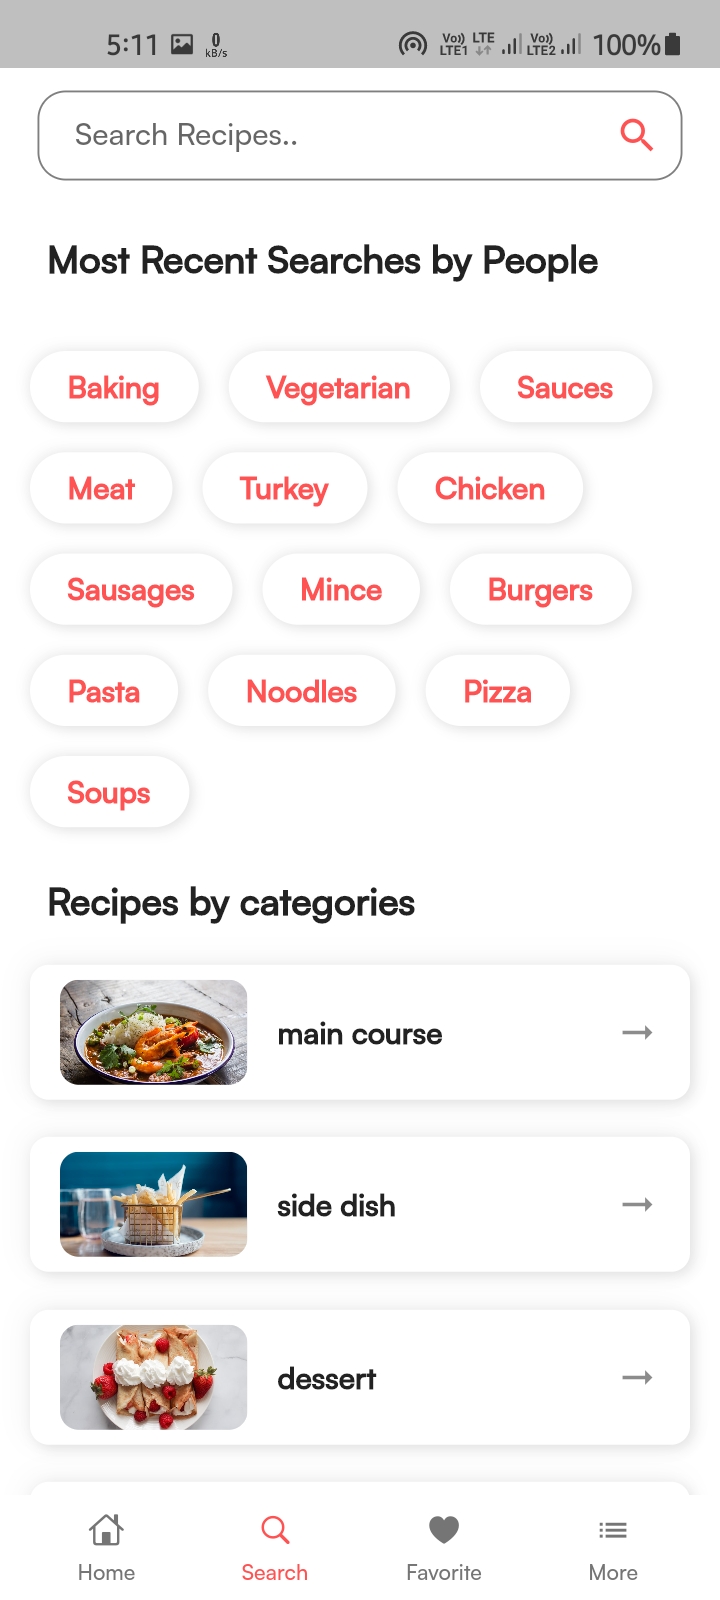 5:11 0 kB/s Vo)) LTE1 LTE Vo)) LTE2 100%
Search Recipes..
Most Recent Searches by People
Baking Vegetarian Sauces
Meat Turkey Chicken
Sausages Mince Burgers
Pasta Noodles Pizza
Soups
Recipes by categories
main course
side dish
dessert
Home Search Favorite More